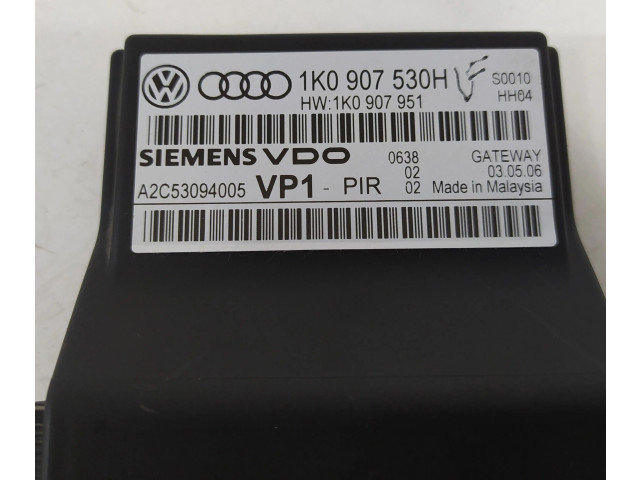 1K0 907 530H VF S0010
HW:1K0 907 951 HH64
SIEMENS VDO 0638 GATEWAY
02 03.05.06
A2C53094005 VP1 - PIR 02 Made in Malaysia